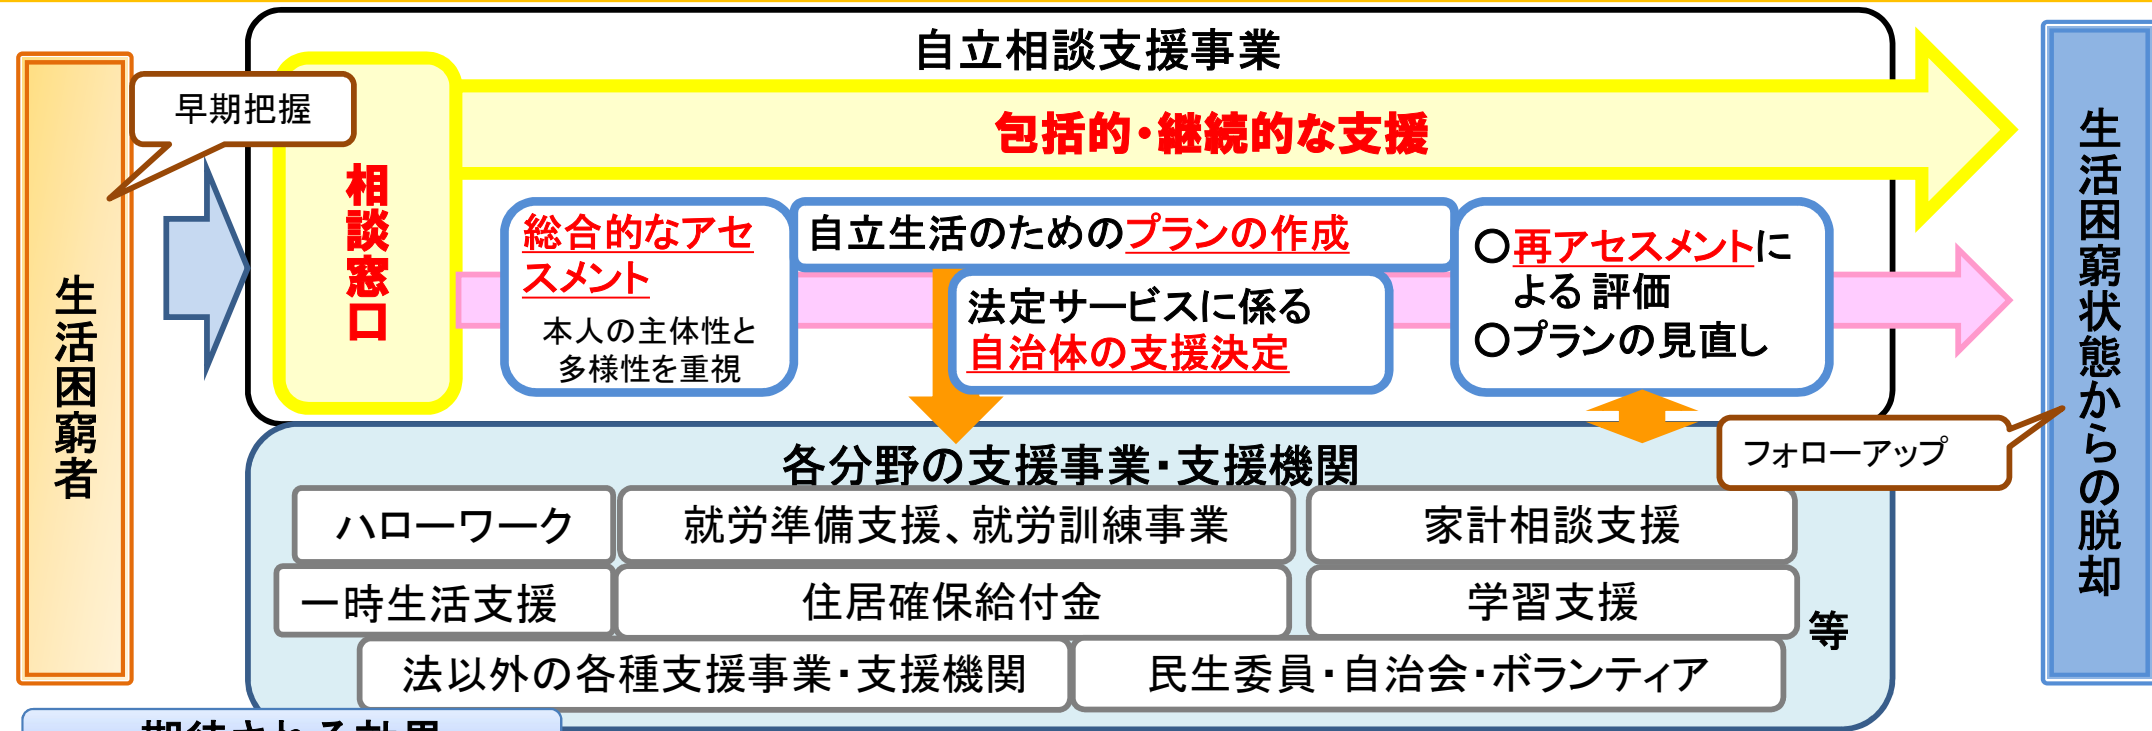 自立相談支援事業
早期把握
包括的・継続的な支援
生活困窮者
相談窓口
総合的なアセ
スメント
本人の主体性と
多様性を重視
自立生活のためのプランの作成
法定サービスに係る
自治体の支援決定
○再アセスメントに
よる評価
○プランの見直し
生活困窮状態からの脱却
フォローアップ
各分野の支援事業・支援機関
ハローワーク
就労準備支援、就労訓練事業
家計相談支援
一時生活支援
住居確保給付金
学習支援
等
法以外の各種支援事業・支援機関
民生委員・自治会・ボランティア
期待される効果